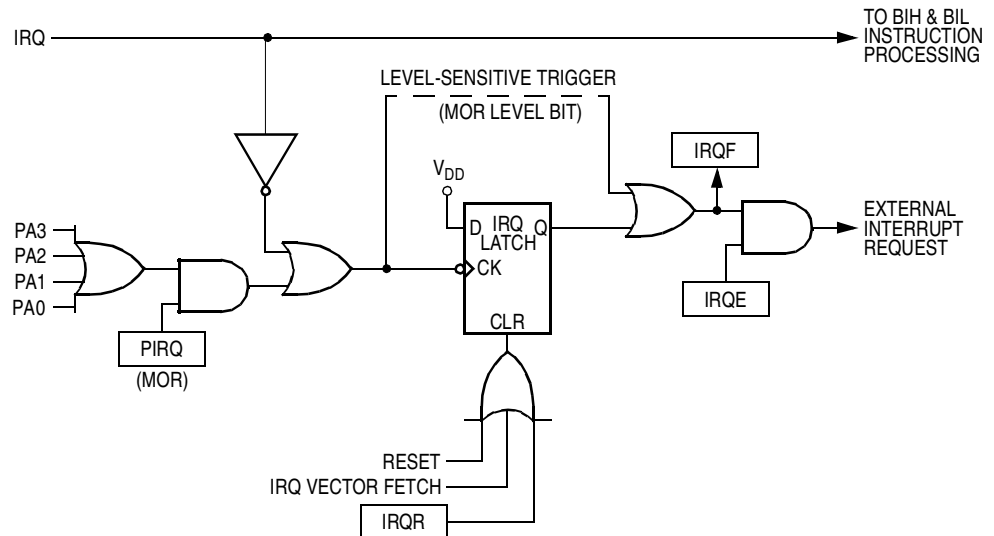 IRQ
TO BIH & BIL
INSTRUCTION
PROCESSING
LEVEL-SENSITIVE TRIGGER
(MOR LEVEL BIT)
IRQF
VDD
PA3
PA2
PA1
PA0
D IRQ Q
LATCH
CK
CLR
EXTERNAL
INTERRUPT
REQUEST
IRQE
PIRQ
(MOR)
RESET
IRQ VECTOR FETCH
IRQR